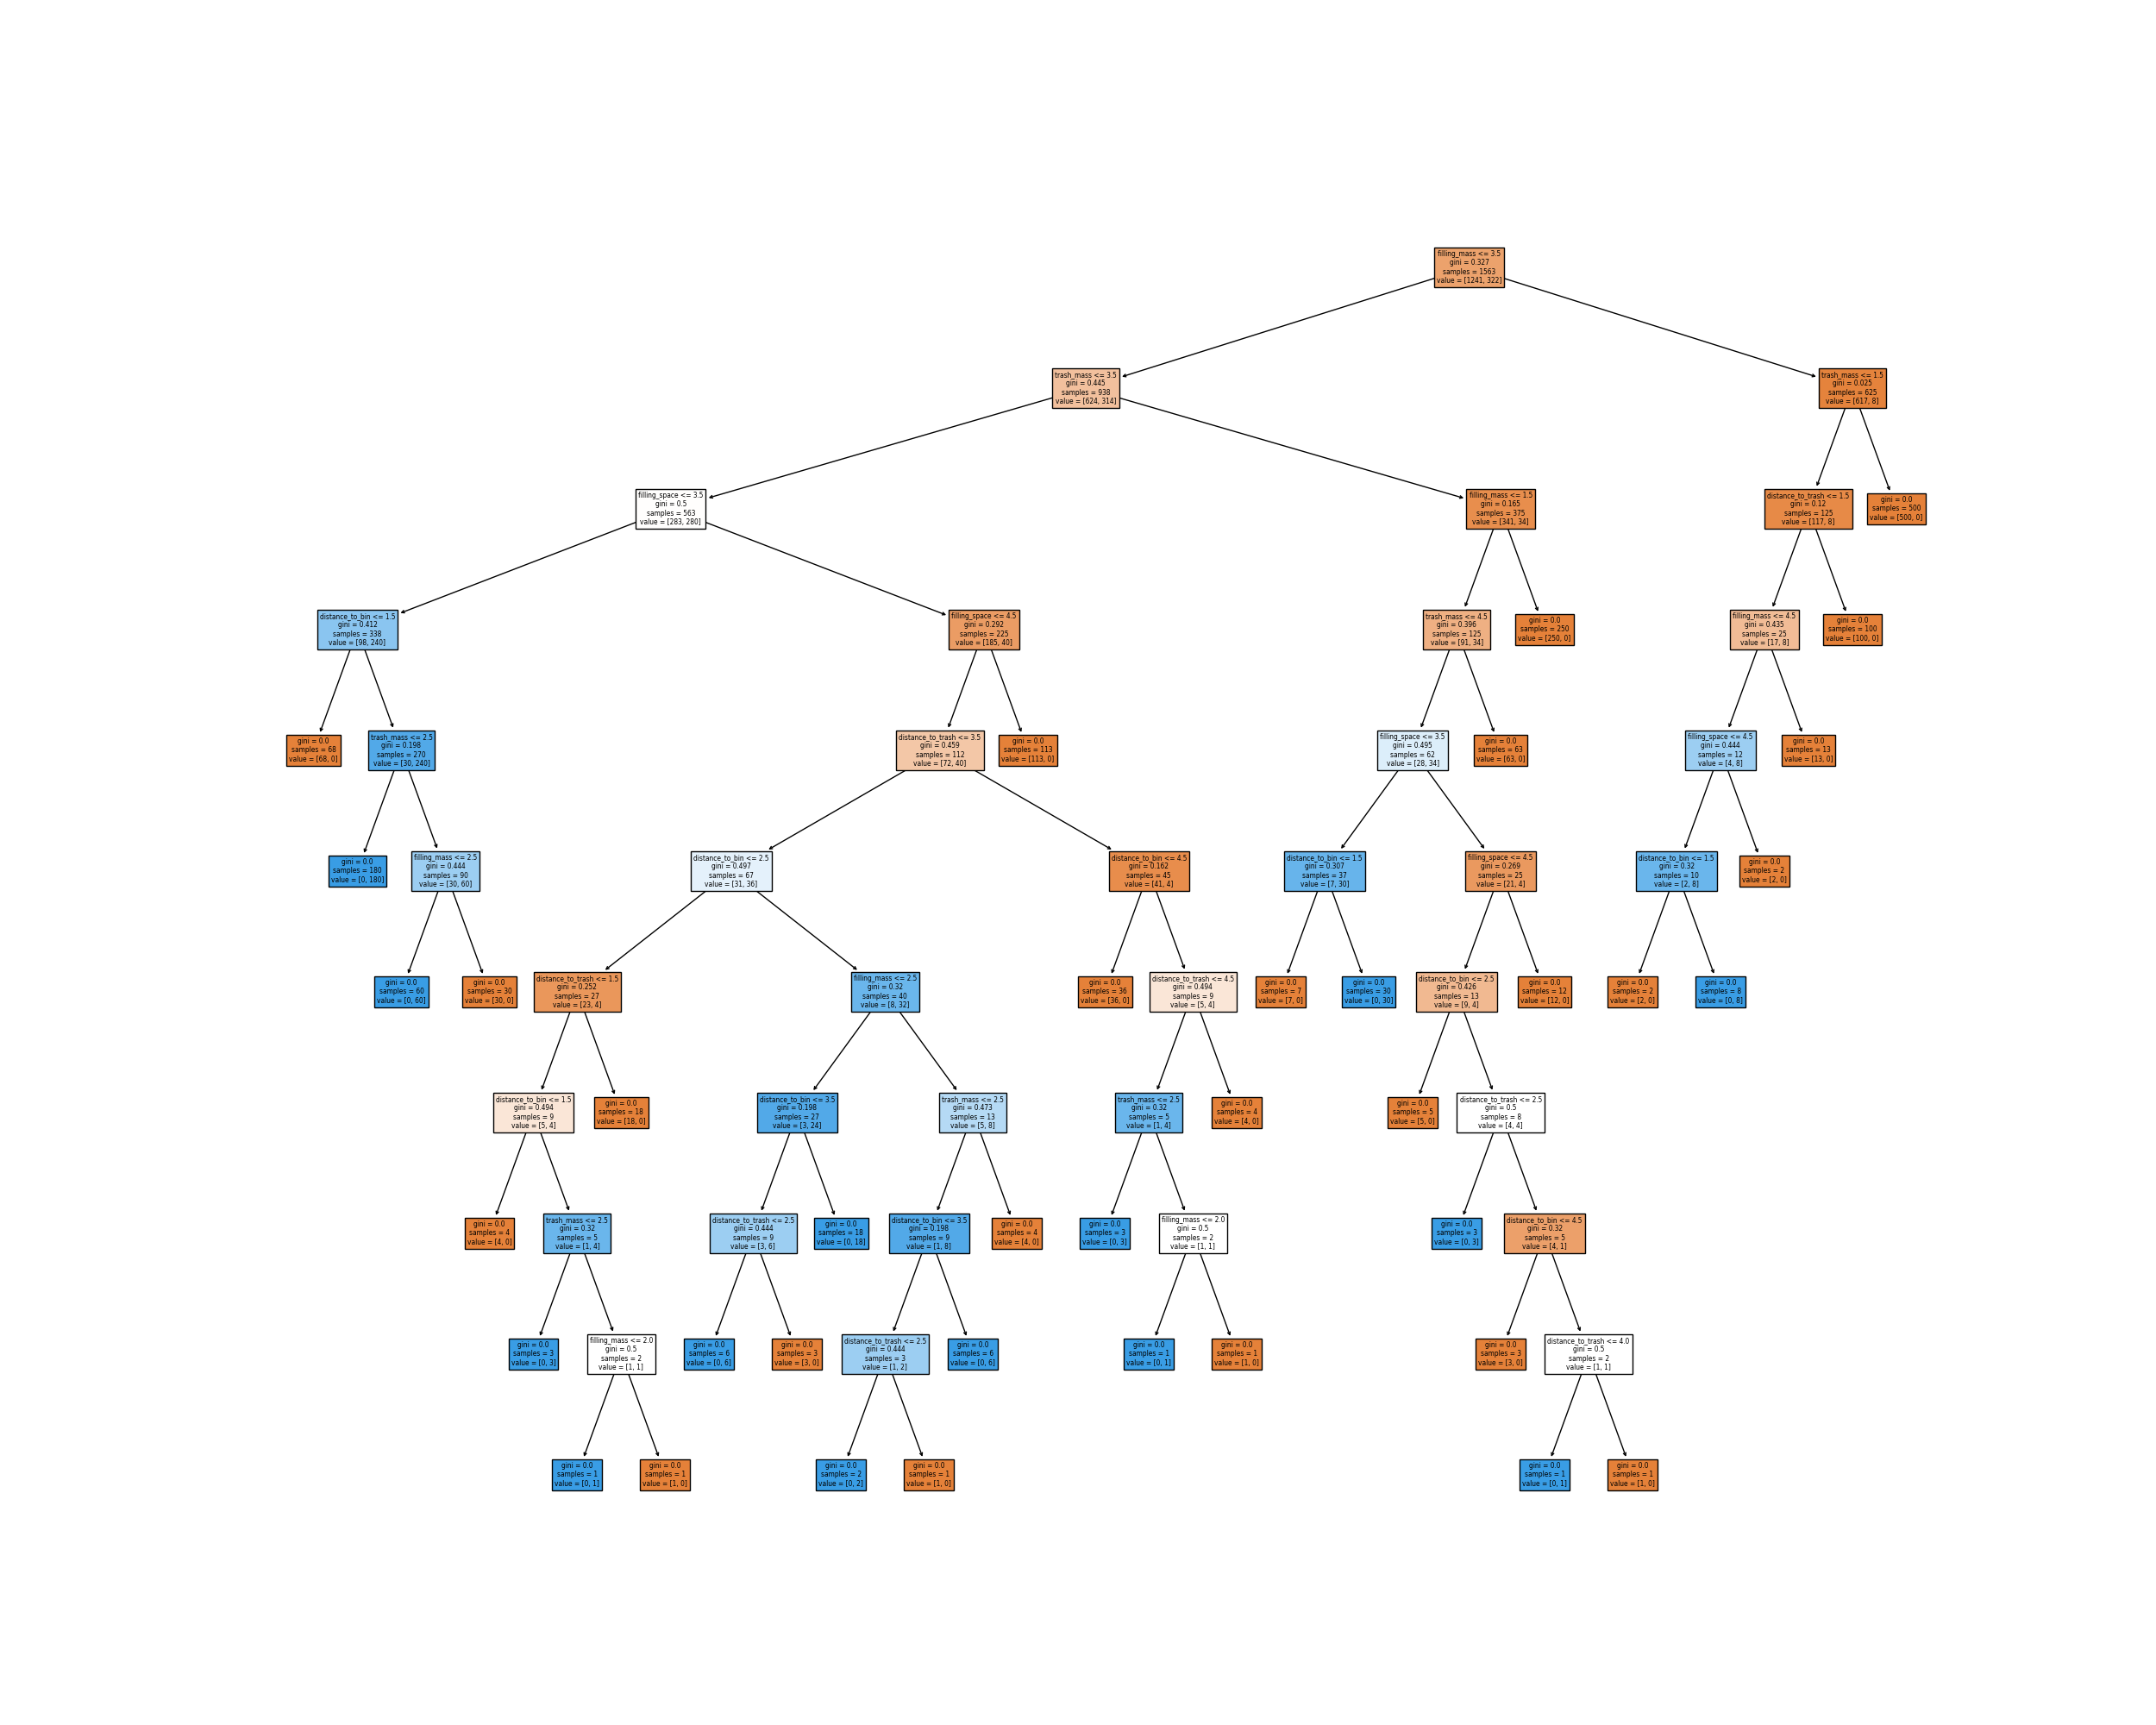 filling_mass <= 3.5
gini = 0.327
samples = 1563
value = [1241, 322]
trash_mass <= 3.5
gini = 0.445
samples = 938
value = [624, 314]
trash_mass <= 1.5
gini = 0.025
samples = 625
value = [617, 8]
filling_space <= 3.5
gini = 0.5
samples = 563
value = [283, 280]
filling_mass <= 1.5
gini = 0.165
samples = 375
value = [341, 34]
distance_to_trash <= 1.5
gini = 0.12
samples = 125
value = [117, 8]
gini = 0.0
samples = 500
value = [500, 0]
distance_to_bin <= 1.5
gini = 0.412
samples = 338
value = [98, 240]
filling_space <= 4.5
gini = 0.292
samples = 225
value = [185, 40]
trash_mass <= 4.5
gini = 0.396
samples = 125
value = [91, 34]
gini = 0.0
samples = 250
value = [250, 0]
filling_mass <= 4.5
gini = 0.435
samples = 25
value = [17, 8]
gini = 0.0
samples = 100
value = [100, 0]
gini = 0.0
samples = 68
value = [68, 0]
trash_mass <= 2.5
gini = 0.198
samples = 270
value = [30, 240]
distance_to_trash <= 3.5
gini = 0.459
samples = 112
value = [72, 40]
gini = 0.0
samples = 113
value = [113, 0]
filling_space <= 3.5
gini = 0.495
samples = 62
value = [28, 34]
gini = 0.0
samples = 63
value = [63, 0]
filling_space <= 4.5
gini = 0.444
samples = 12
value = [4, 8]
gini = 0.0
samples = 13
value = [13, 0]
gini = 0.0
samples = 180
value = [0, 180]
filling_mass <= 2.5
gini = 0.444
samples = 90
value = [30, 60]
distance_to_bin <= 2.5
gini = 0.497
samples = 67
value = [31, 36]
distance_to_bin <= 4.5
gini = 0.162
samples = 45
value = [41, 4]
distance_to_bin <= 1.5
gini = 0.307
samples = 37
value = [7, 30]
filling_space <= 4.5
gini = 0.269
samples = 25
value = [21, 4]
distance_to_bin <= 1.5
gini = 0.32
samples = 10
value = [2, 8]
gini = 0.0
samples = 2
value = [2, 0]
gini = 0.0
samples = 60
value = [0, 60]
gini = 0.0
samples = 30
value = [30, 0]
distance_to_trash <= 1.5
gini = 0.252
samples = 27
value = [23, 4]
filling_mass <= 2.5
gini = 0.32
samples = 40
value = [8, 32]
gini = 0.0
samples = 36
value = [36, 0]
distance_to_trash <= 4.5
gini = 0.494
samples = 9
value = [5, 4]
gini = 0.0
samples = 7
value = [7, 0]
gini = 0.0
samples = 30
value = [0, 30]
distance_to_bin <= 2.5
gini = 0.426
samples = 13
value = [9, 4]
gini = 0.0
samples = 12
value = [12, 0]
gini = 0.0
samples = 2
value = [2, 0]
gini = 0.0
samples = 8
value = [0, 8]
distance_to_bin <= 1.5
gini = 0.494
samples = 9
value = [5, 4]
gini = 0.0
samples = 18
value = [18, 0]
distance_to_bin <= 3.5
gini = 0.198
samples = 27
value = [3, 24]
trash_mass <= 2.5
gini = 0.473
samples = 13
value = [5, 8]
trash_mass <= 2.5
gini = 0.32
samples = 5
value = [1, 4]
gini = 0.0
samples = 4
value = [4, 0]
gini = 0.0
samples = 5
value = [5, 0]
distance_to_trash <= 2.5
gini = 0.5
samples = 8
value = [4, 4]
gini = 0.0
samples = 4
value = [4, 0]
trash_mass <= 2.5
gini = 0.32
samples = 5
value = [1, 4]
distance_to_trash <= 2.5
gini = 0.444
samples = 9
value = [3, 6]
gini = 0.0
samples = 18
value = [0, 18]
distance_to_bin <= 3.5
gini = 0.198
samples = 9
value = [1, 8]
gini = 0.0
samples = 4
value = [4, 0]
gini = 0.0
samples = 3
value = [0, 3]
filling_mass <= 2.0
gini = 0.5
samples = 2
value = [1, 1]
gini = 0.0
samples = 3
value = [0, 3]
distance_to_bin <= 4.5
gini = 0.32
samples = 5
value = [4, 1]
gini = 0.0
samples = 3
value = [0, 3]
filling_mass <= 2.0
gini = 0.5
samples = 2
value = [1, 1]
gini = 0.0
samples = 6
value = [0, 6]
gini = 0.0
samples = 3
value = [3, 0]
distance_to_trash <= 2.5
gini = 0.444
samples = 3
value = [1, 2]
gini = 0.0
samples = 6
value = [0, 6]
gini = 0.0
samples = 1
value = [0, 1]
gini = 0.0
samples = 1
value = [1, 0]
gini = 0.0
samples = 3
value = [3, 0]
distance_to_trash <= 4.0
gini = 0.5
samples = 2
value = [1, 1]
gini = 0.0
samples = 1
value = [0, 1]
gini = 0.0
samples = 1
value = [1, 0]
gini = 0.0
samples = 2
value = [0, 2]
gini = 0.0
samples = 1
value = [1, 0]
gini = 0.0
samples = 1
value = [0, 1]
gini = 0.0
samples = 1
value = [1, 0]